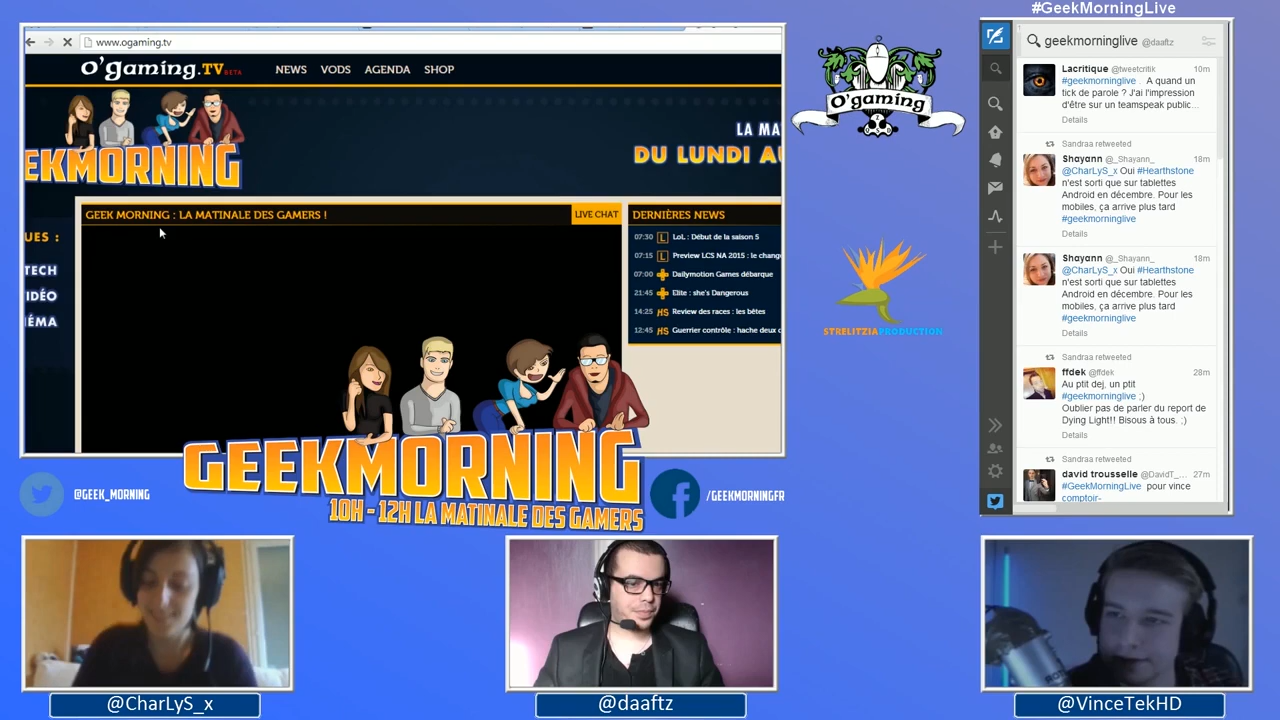 #GeekMorningLive
www.ogaming.tv
O'gaming.TV BETA
NEWS VODS AGENDA SHOP
EEKMORNING
LA MA
DU LUNDI AU
GEEK MORNING : LA MATINALE DES GAMERS !
LIVE CHAT
DERNIÈRES NEWS
07:30 L LoL : Début de la saison 5
07:15 L Preview LCS NA 2015 : le change
07:00 Dailymotion Games débarque
21:45 Elite : she's Dangerous
14:25 HS Review des races : les bêtes
12:45 HS Guerrier contrôle : hache deux c
UES :
TECH
IDÉO
ÉMA
GEEKMORNING
10H - 12H LA MATINALE DES GAMERS
@GEEK_MORNING
/GEEKMORNINGFR
O'gaming
STRELITZIAPRODUCTION
geekmorninglive @daaftz
Lacritique @tweetcritik 10m
#geekmorninglive . A quand un
tick de parole ? J'ai l'impression
d'être sur un teamspeak public...
Details
Sandraa retweeted
Shayann @_Shayann_ 18m
@CharLyS_x Oui #Hearthstone
n'est sorti que sur tablettes
Android en décembre. Pour les
mobiles, ça arrive plus tard
#geekmorninglive
Details
Shayann @_Shayann_ 18m
@CharLyS_x Oui #Hearthstone
n'est sorti que sur tablettes
Android en décembre. Pour les
mobiles, ça arrive plus tard
#geekmorninglive
Details
Sandraa retweeted
ffdek @ffdek 28m
Au ptit dej, un ptit
#geekmorninglive ;)
Oublier pas de parler du report de
Dying Light!! Bisous à tous. ;)
Details
Sandraa retweeted
david trousselle @DavidT_... 27m
#GeekMorningLive pour vince
comptoir-
@CharLyS_x
@daaftz
@VinceTekHD